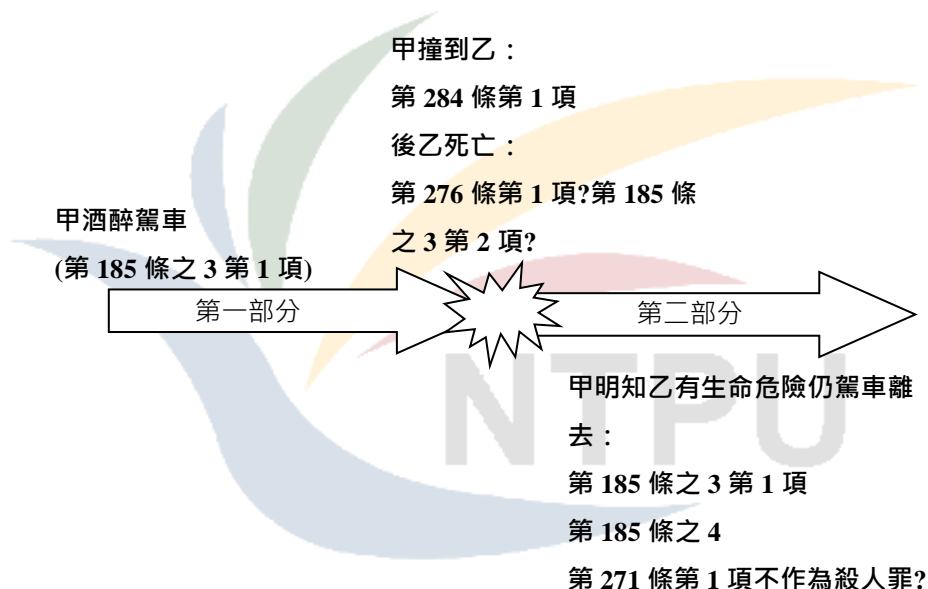 甲撞到乙：
第 284 條第 1 項
後乙死亡：
第 276 條第 1 項?第 185 條
之 3 第 2 項?
甲酒醉駕車
(第 185 條之 3 第 1 項)
第一部分
第二部分
NTPU
甲明知乙有生命危險仍駕車離
去：
第 185 條之 3 第 1 項
第 185 條之 4
第 271 條第 1 項不作為殺人罪?